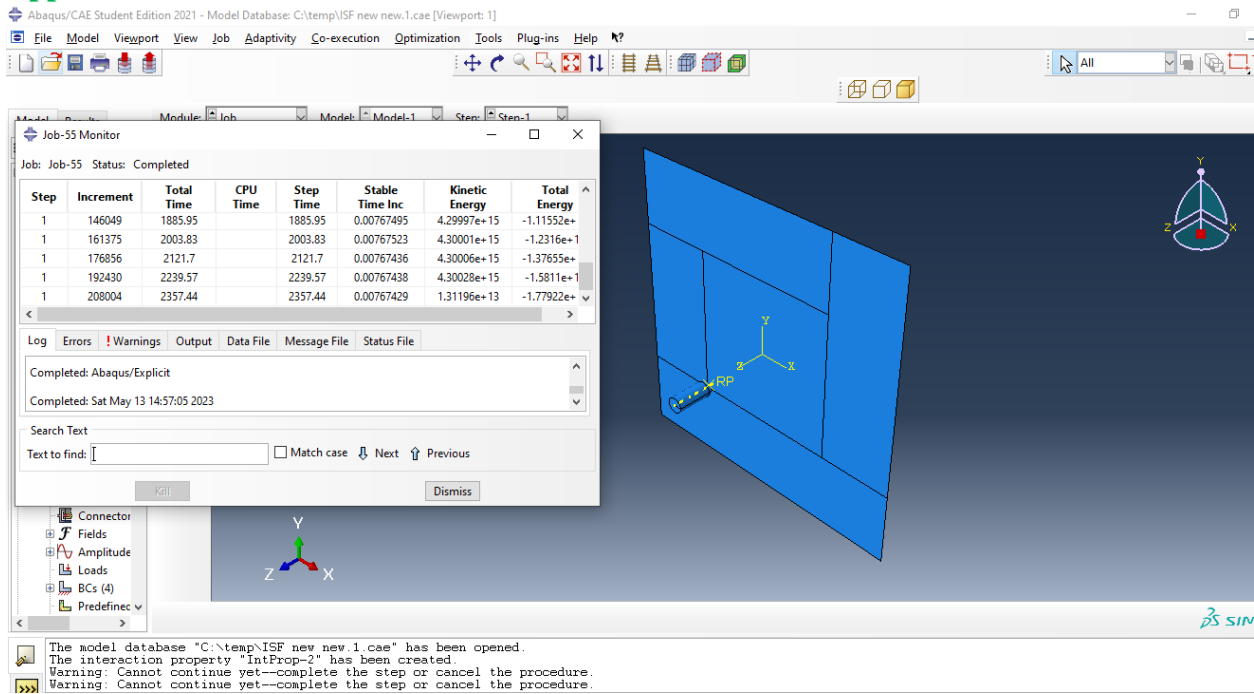 Abaqus/CAE Student Edition 2021 - Model Database: C:\temp\ISF new new.1.cae [Viewport: 1]
File Model Viewport View Job Adaptivity Co-execution Optimization Tools Plug-ins Help
All
Module: Job Model: Model-1 Step: Step-1
Job-55 Monitor
Job: Job-55 Status: Completed
Step Increment Total Time CPU Time Step Time Stable Time Inc Kinetic Energy Total Energy
1 146049 1885.95 1885.95 0.00767495 4.29997e+15 -1.11552e+
1 161375 2003.83 2003.83 0.00767523 4.30001e+15 -1.2316e+1
1 176856 2121.7 2121.7 0.00767436 4.30006e+15 -1.37655e+
1 192430 2239.57 2239.57 0.00767438 4.30028e+15 -1.5811e+1
1 208004 2357.44 2357.44 0.00767429 1.31196e+13 -1.77922e+
Log Errors ! Warnings Output Data File Message File Status File
Completed: Abaqus/Explicit
Completed: Sat May 13 14:57:05 2023
Search Text
Text to find: Match case Next Previous
Kill Dismiss
Connector
Fields
Amplitude
Loads
BCs (4)
Predefined
Y
Z X
Y
Z X
RP
Y
Z X
The model database "C:\temp\ISF new new.1.cae" has been opened.
The interaction property "IntProp-2" has been created.
Warning: Cannot continue yet--complete the step or cancel the procedure.
Warning: Cannot continue yet--complete the step or cancel the procedure.